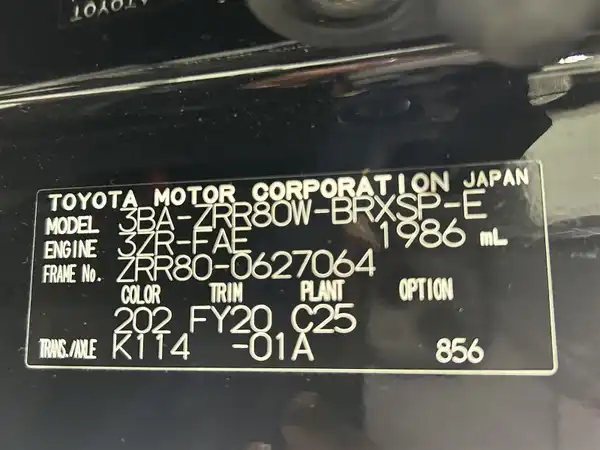 ATOYOT
TOYOTA MOTOR CORPORATION JAPAN
MODEL 3BA-ZRR80W-BRXSP-E
ENGINE 3ZR-FAE 1986 mL
FRAME No. ZRR80-0627064
COLOR TRIM PLANT OPTION
202 FY20 C25
TRANS./AXLE K114 -01A 856